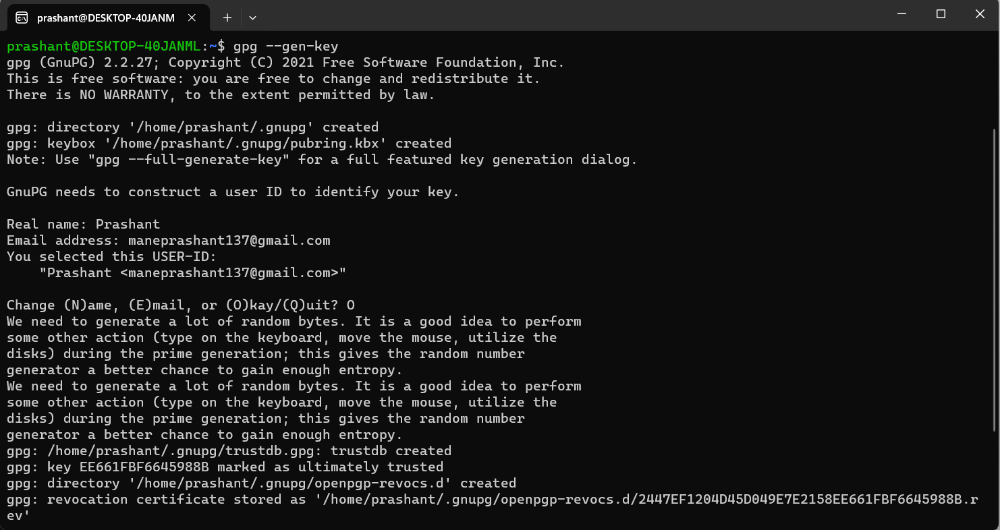 prashant@DESKTOP-40JANM
prashant@DESKTOP-40JANML:~$ gpg --gen-key
gpg (GnuPG) 2.2.27; Copyright (C) 2021 Free Software Foundation, Inc.
This is free software: you are free to change and redistribute it.
There is NO WARRANTY, to the extent permitted by law.

gpg: directory '/home/prashant/.gnupg' created
gpg: keybox '/home/prashant/.gnupg/pubring.kbx' created
Note: Use "gpg --full-generate-key" for a full featured key generation dialog.

GnuPG needs to construct a user ID to identify your key.

Real name: Prashant
Email address: maneprashant137@gmail.com
You selected this USER-ID:
    "Prashant <maneprashant137@gmail.com>"

Change (N)ame, (E)mail, or (O)kay/(Q)uit? O
We need to generate a lot of random bytes. It is a good idea to perform
some other action (type on the keyboard, move the mouse, utilize the
disks) during the prime generation; this gives the random number
generator a better chance to gain enough entropy.
We need to generate a lot of random bytes. It is a good idea to perform
some other action (type on the keyboard, move the mouse, utilize the
disks) during the prime generation; this gives the random number
generator a better chance to gain enough entropy.
gpg: /home/prashant/.gnupg/trustdb.gpg: trustdb created
gpg: key EE661FBF6645988B marked as ultimately trusted
gpg: directory '/home/prashant/.gnupg/openpgp-revocs.d' created
gpg: revocation certificate stored as '/home/prashant/.gnupg/openpgp-revocs.d/2447EF1204D45D049E7E2158EE661FBF6645988B.r
ev'